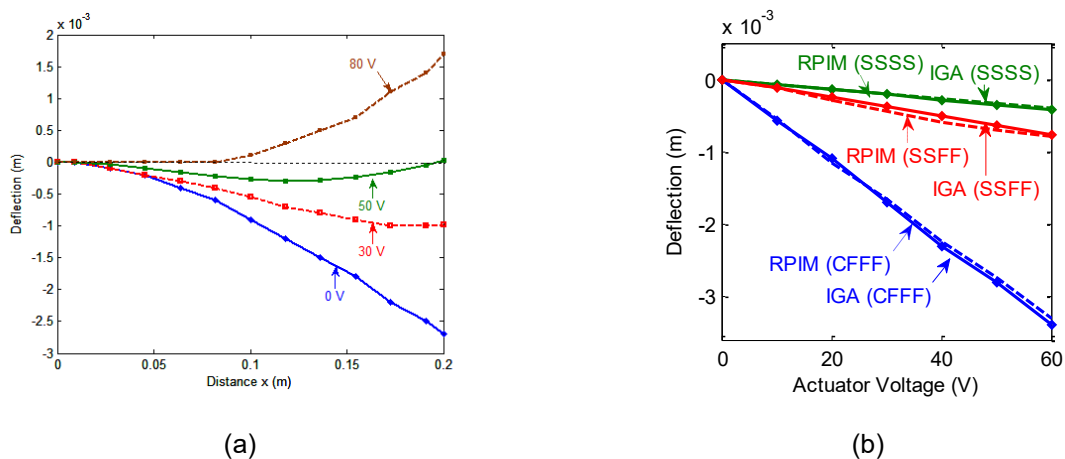 x 10⁻³
2
1.5
1
0.5
0
-0.5
-1
-1.5
-2
-2.5
-3
Deflection (m)
80 V
50 V
30 V
0 V
0 0.05 0.1 0.15 0.2
Distance x (m)
(a)
x 10⁻³
0
-1
-2
-3
Deflection (m)
RPIM (SSSS)
IGA (SSSS)
RPIM (SSFF)
IGA (SSFF)
RPIM (CFFF)
IGA (CFFF)
0 20 40 60
Actuator Voltage (V)
(b)